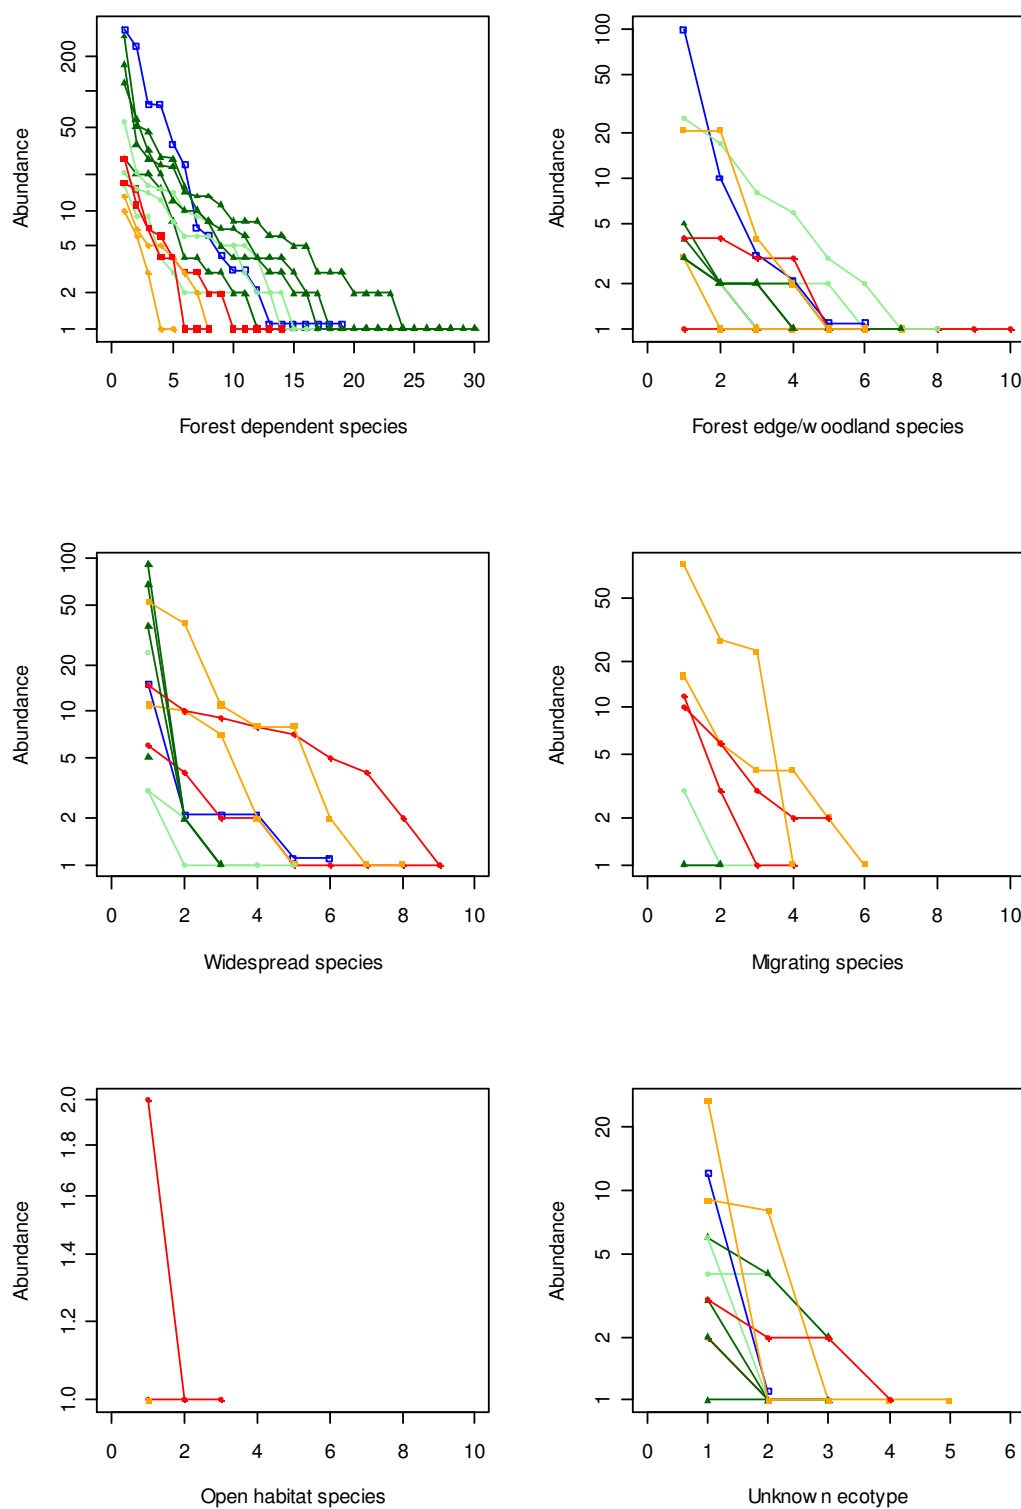 Abundance
200
50
10
5
2
1
0 5 10 15 20 25 30
Forest dependent species
Abundance
100
50
20
10
5
2
1
0 2 4 6 8 10
Forest edge/woodland species
Abundance
100
50
20
10
5
2
1
0 2 4 6 8 10
Widespread species
Abundance
50
20
10
5
2
1
0 2 4 6 8 10
Migrating species
Abundance
2.0
1.8
1.6
1.4
1.2
1.0
0 2 4 6 8 10
Open habitat species
Abundance
20
10
5
2
1
0 1 2 3 4 5 6
Unknown ecotype